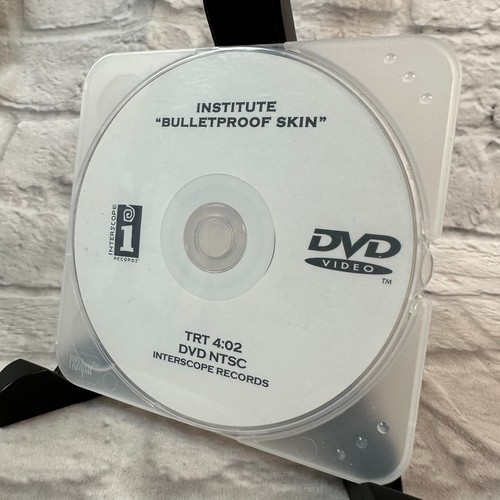 INSTITUTE
"BULLETPROOF SKIN"
INTERSCOPE
i
RECORDS
DVD
VIDEO
TM
TRT 4:02
DVD NTSC
INTERSCOPE RECORDS